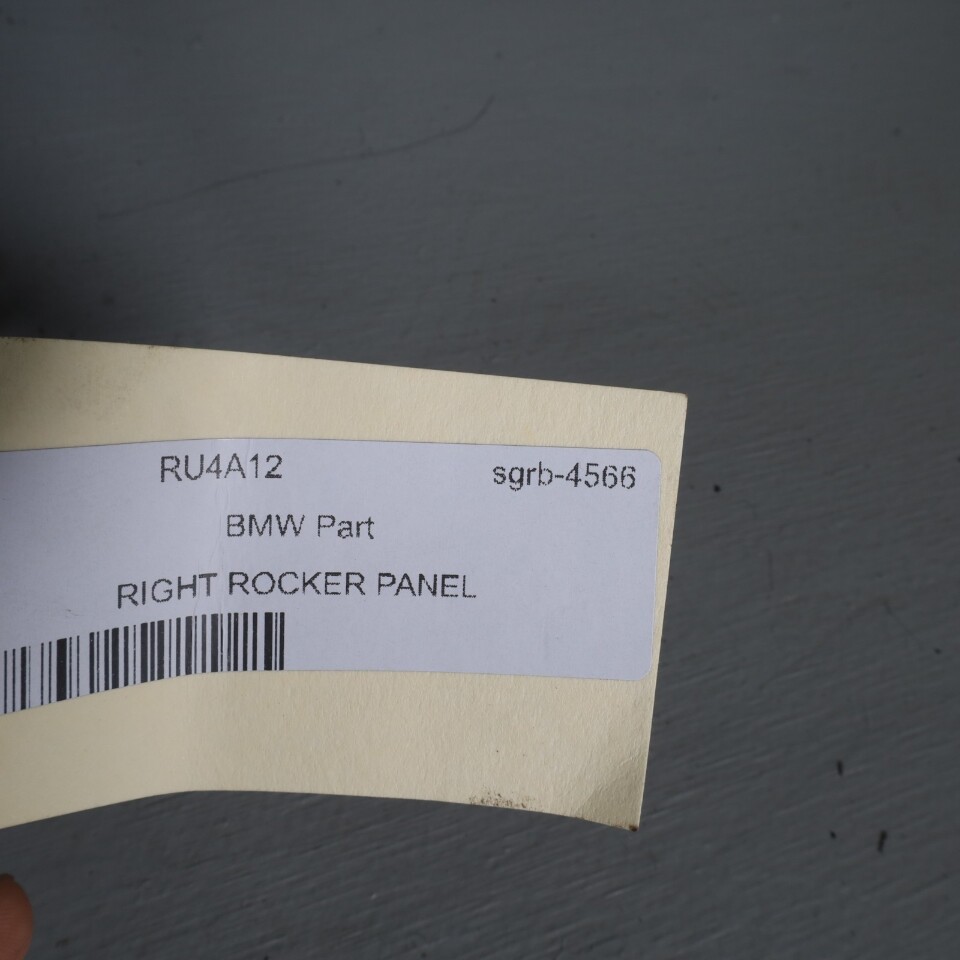 RU4A12 sgrb-4566
BMW Part
RIGHT ROCKER PANEL